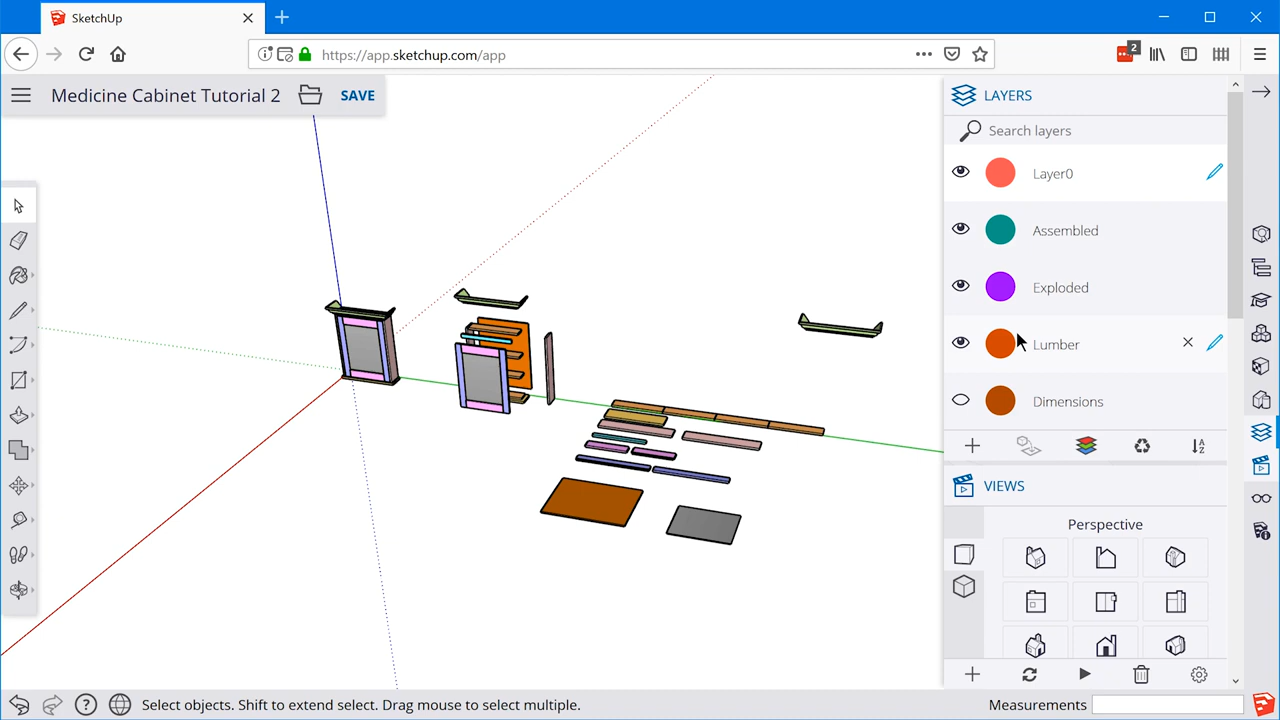 SketchUp
https://app.sketchup.com/app
2
Medicine Cabinet Tutorial 2
SAVE
LAYERS
Search layers
Layer0
Assembled
Exploded
Lumber
Dimensions
VIEWS
Perspective
Select objects. Shift to extend select. Drag mouse to select multiple.
Measurements